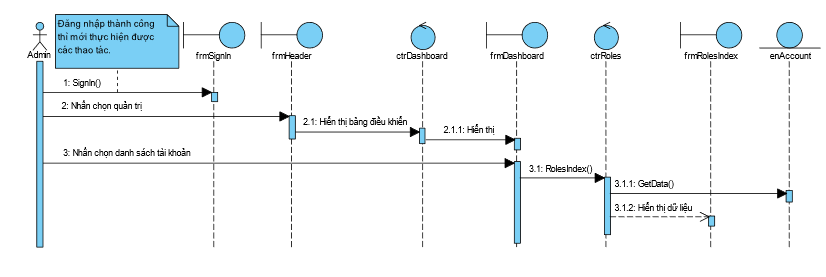 Đăng nhập thành công
thì mới thực hiện được
các thao tác.
Admin
frmSignIn
frmHeader
ctrDashboard
frmDashboard
ctrRoles
frmRolesIndex
enAccount
1: SignIn()
2: Nhấn chọn quản trị
2.1: Hiển thị bảng điều khiển
2.1.1: Hiển thị
3: Nhấn chọn danh sách tài khoản
3.1: RolesIndex()
3.1.1: GetData()
3.1.2: Hiển thị dữ liệu